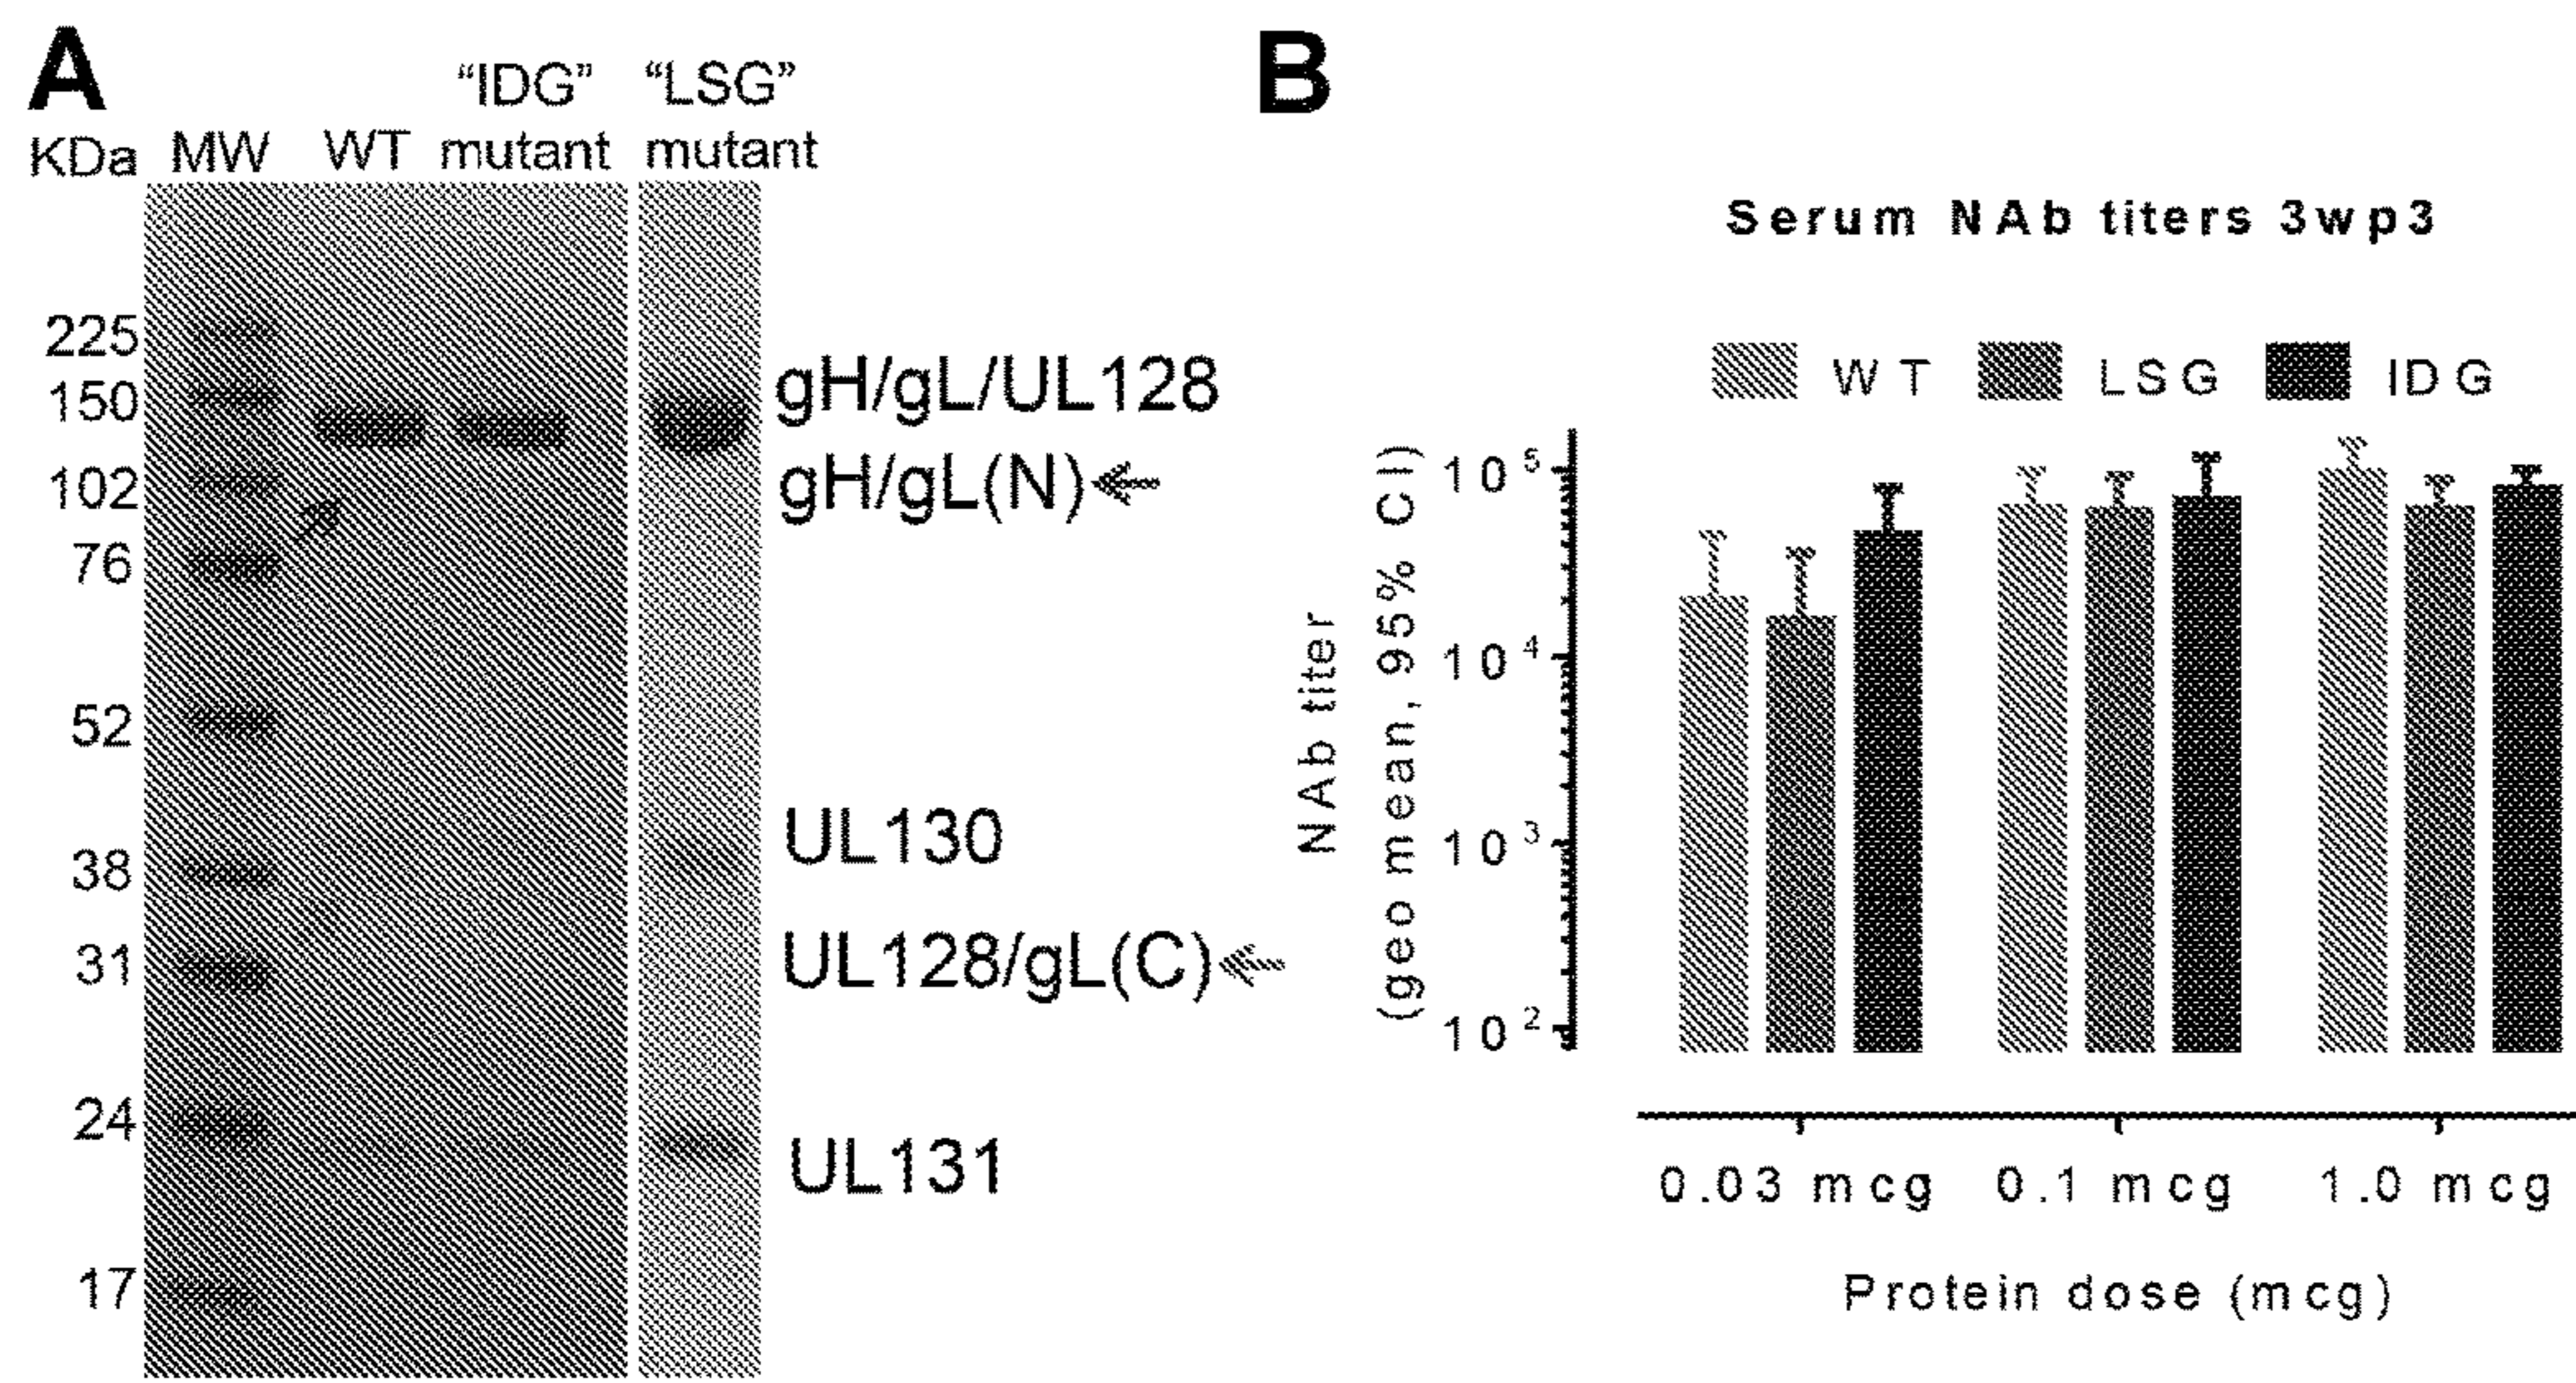 A
"IDG" "LSG"
KDa MW WT mutant mutant
225
150
102
76
52
38
31
24
17
gH/gL/UL128
gH/gL(N)
UL130
UL128/gL(C)
UL131
B
Serum NAb titers 3wp3
WT LSG IDG
NAb titer
(geo mean, 95% CI)
10⁵
10⁴
10³
10²
0.03 mcg 0.1 mcg 1.0 mcg
Protein dose (mcg)